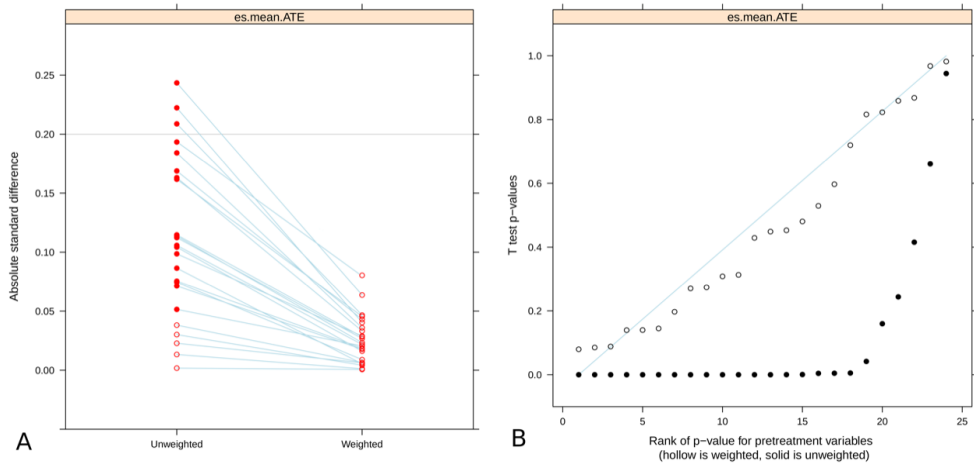 es.mean.ATE
Absolute standard difference
0.25
0.20
0.15
0.10
0.05
0.00
Unweighted Weighted
A
es.mean.ATE
T test p−values
1.0
0.8
0.6
0.4
0.2
0.0
0 5 10 15 20 25
Rank of p−value for pretreatment variables
(hollow is weighted, solid is unweighted)
B